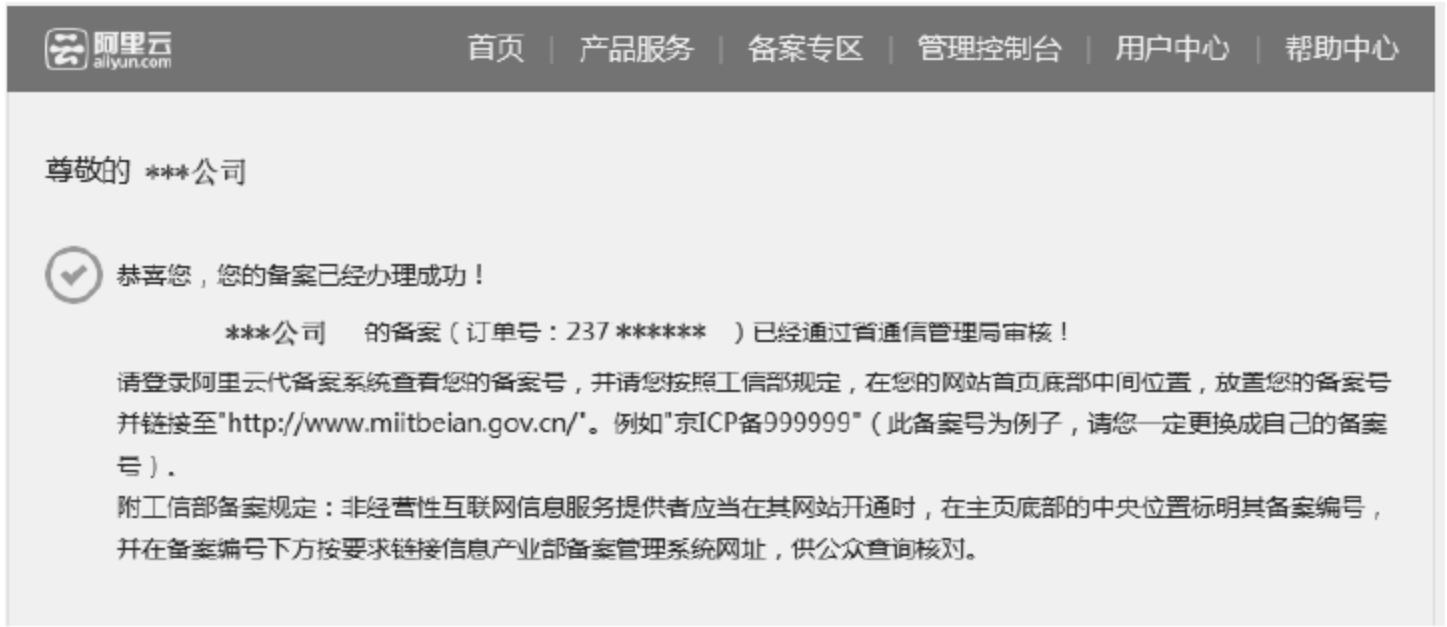 阿里云
aliyun.com
首页 | 产品服务 | 备案专区 | 管理控制台 | 用户中心 | 帮助中心
尊敬的 ***公司
恭喜您，您的备案已经办理成功！
***公司 的备案（订单号：237******）已经通过省通信管理局审核！
请登录阿里云代备案系统查看您的备案号，并请您按照工信部规定，在您的网站首页底部中间位置，放置您的备案号
并链接至"http://www.miitbeian.gov.cn/"。例如"京ICP备999999"（此备案号为例子，请您一定更换成自己的备案
号）.
附工信部备案规定：非经营性互联网信息服务提供者应当在其网站开通时，在主页底部的中央位置标明其备案编号，
并在备案编号下方按要求链接信息产业部备案管理系统网址，供公众查询核对。